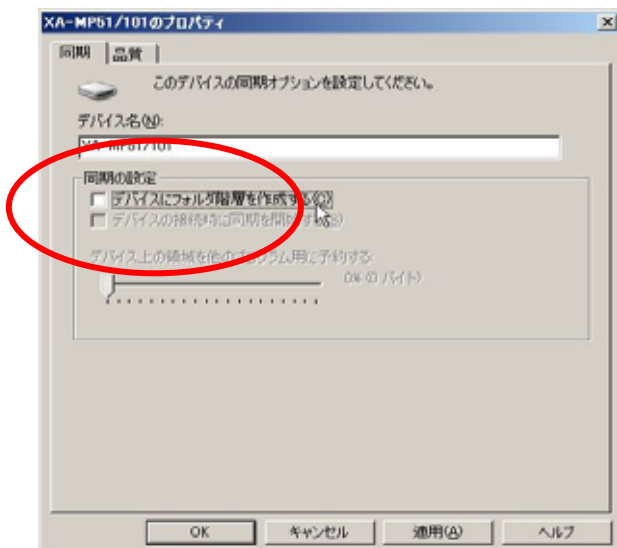 XA-MP51/101のプロパティ
同期 品質
このデバイスの同期オプションを設定してください。
デバイス名(N):
XA-MP51/101
同期の設定
デバイスにフォルダ階層を作成する(C)
デバイスの接続時に同期を開始する(S)
デバイス上の領域を他のプログラム用に予約する:
0% (0 バイト)
OK キャンセル 適用(A) ヘルプ